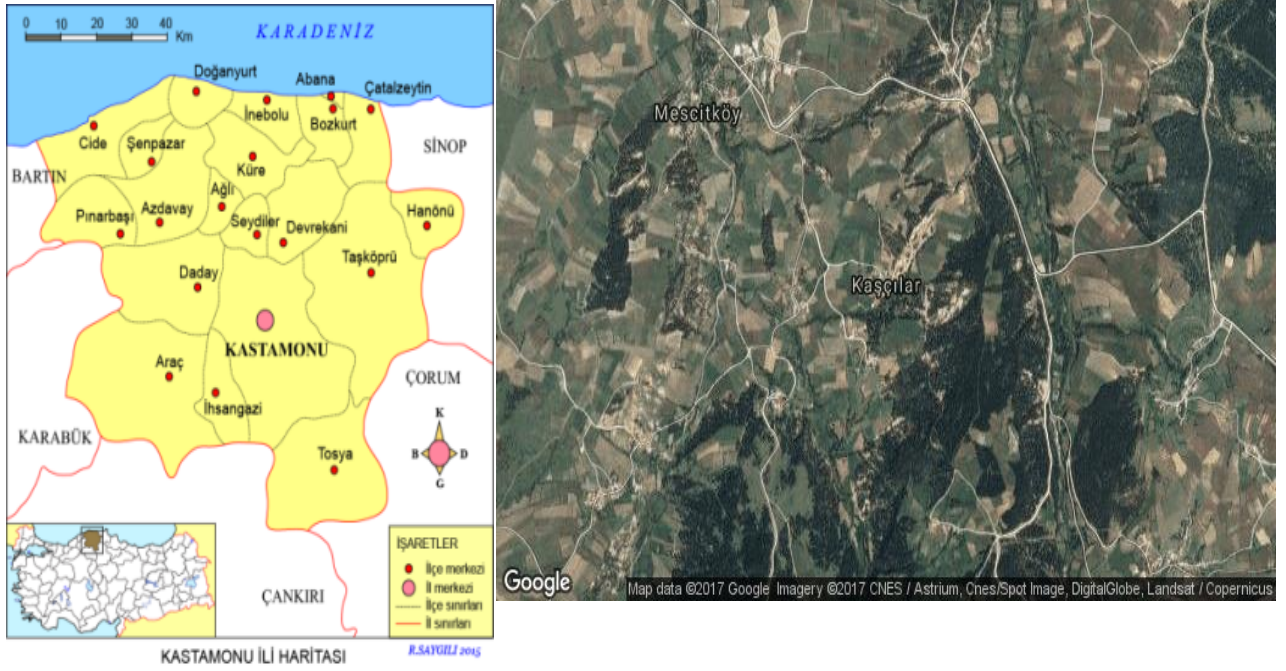 0 10 20 30 40
Km
KARADENİZ
Doğanyurt
Abana
Çatalzeytin
İnebolu
Bozkurt
Cide
Şenpazar
SİNOP
Küre
BARTIN
Ağlı
Pınarbaşı
Azdavay
Seydiler
Devrekani
Hanönü
Taşköprü
Daday
KASTAMONU
Araç
ÇORUM
İhsangazi
K
B
D
G
KARABÜK
Tosya
İŞARETLER
İlçe merkezi
İl merkezi
İlçe sınırları
İl sınırları
ÇANKIRI
KASTAMONU İLİ HARİTASI
R.SAYGILI 2015
Mescitköy
Kaşçılar
Google
Map data ©2017 Google Imagery ©2017 CNES / Astrium, Cnes/Spot Image, DigitalGlobe, Landsat / Copernicus